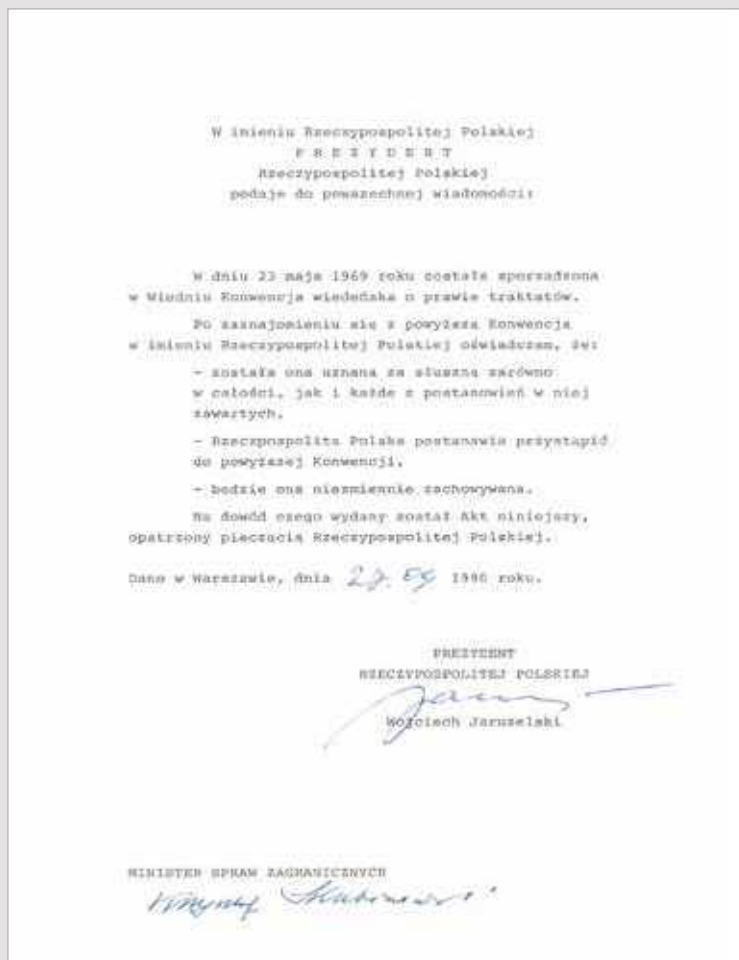 W imieniu Rzeczypospolitej Polskiej
P R E Z Y D E N T
Rzeczypospolitej Polskiej
podaje do powszechnej wiadomości:
W dniu 23 maja 1969 roku została sporządzona
w Wiedniu Konwencja wiedeńska o prawie traktatów.
Po zaznajomieniu się z powyższą Konwencją
w imieniu Rzeczypospolitej Polskiej oświadczam, że:
- została ona uznana za słuszną zarówno
w całości, jak i każde z postanowień w niej
zawartych,
- Rzeczpospolita Polska postanawia przystąpić
do powyższej Konwencji,
- będzie ona niezmiennie zachowywana.
Na dowód czego wydany został Akt niniejszy,
opatrzony pieczęcią Rzeczypospolitej Polskiej.
Dano w Warszawie, dnia 1990 roku.
PREZYDENT
RZECZYPOSPOLITEJ POLSKIEJ
Wojciech Jaruzelski
MINISTER SPRAW ZAGRANICZNYCH